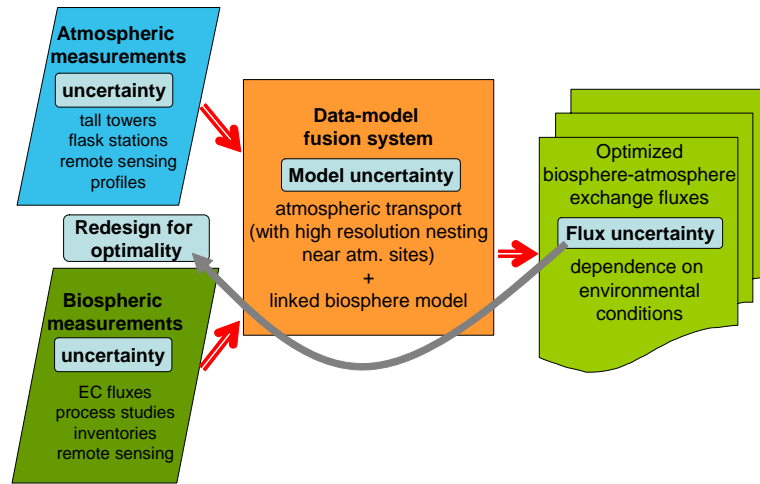 Atmospheric
measurements
uncertainty
tall towers
flask stations
remote sensing
profiles
Redesign for
optimality
Biospheric
measurements
uncertainty
EC fluxes
process studies
inventories
remote sensing
Data-model
fusion system
Model uncertainty
atmospheric transport
(with high resolution nesting
near atm. sites)
+
linked biosphere model
Optimized
biosphere-atmosphere
exchange fluxes
Flux uncertainty
dependence on
environmental
conditions